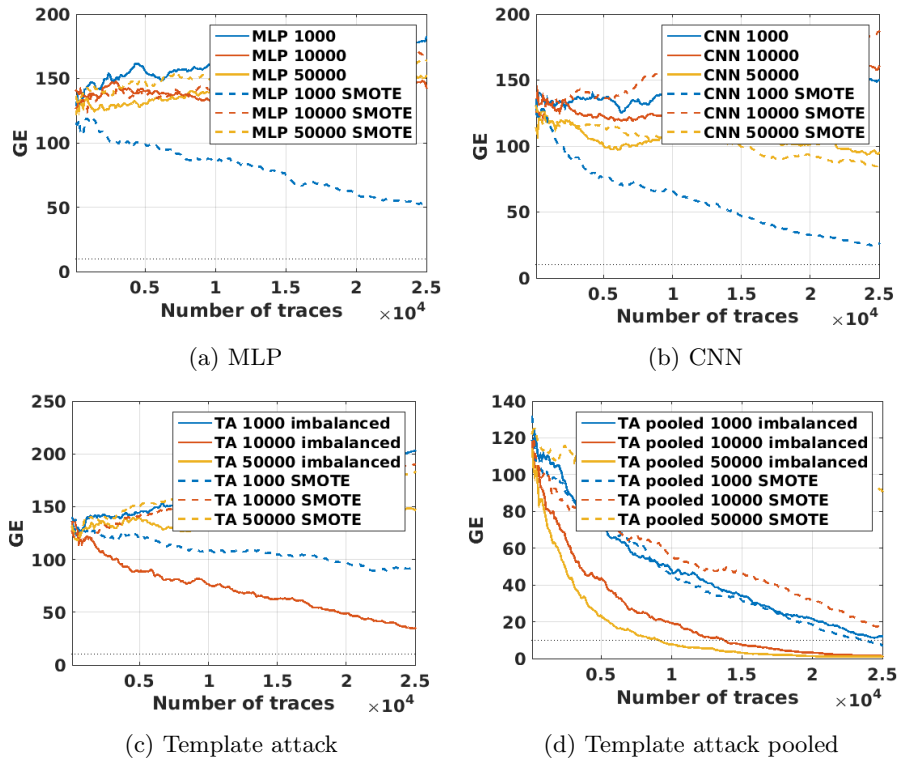 200
150
100
50
0
GE
MLP 1000
MLP 10000
MLP 50000
MLP 1000 SMOTE
MLP 10000 SMOTE
MLP 50000 SMOTE
0.5 1 1.5 2 2.5
Number of traces ×10⁴
(a) MLP
200
150
100
50
0
GE
CNN 1000
CNN 10000
CNN 50000
CNN 1000 SMOTE
CNN 10000 SMOTE
CNN 50000 SMOTE
0.5 1 1.5 2 2.5
Number of traces ×10⁴
(b) CNN
250
200
150
100
50
0
GE
TA 1000 imbalanced
TA 10000 imbalanced
TA 50000 imbalanced
TA 1000 SMOTE
TA 10000 SMOTE
TA 50000 SMOTE
0.5 1 1.5 2 2.5
Number of traces ×10⁴
(c) Template attack
140
120
100
80
60
40
20
10
0
GE
TA pooled 1000 imbalanced
TA pooled 10000 imbalanced
TA pooled 50000 imbalanced
TA pooled 1000 SMOTE
TA pooled 10000 SMOTE
TA pooled 50000 SMOTE
0.5 1 1.5 2 2.5
Number of traces ×10⁴
(d) Template attack pooled